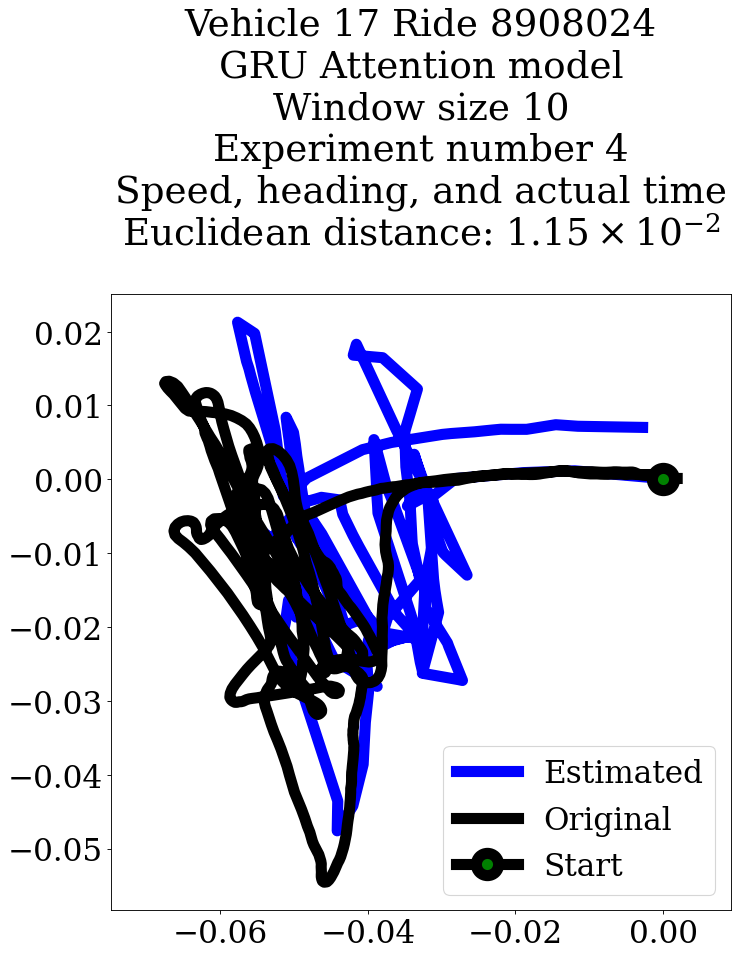 Vehicle 17 Ride 8908024
GRU Attention model
Window size 10
Experiment number 4
Speed, heading, and actual time
Euclidean distance: 1.15 × 10⁻²
0.02
0.01
0.00
−0.01
−0.02
−0.03
−0.04
−0.05
Estimated
Original
Start
−0.06
−0.04
−0.02
0.00